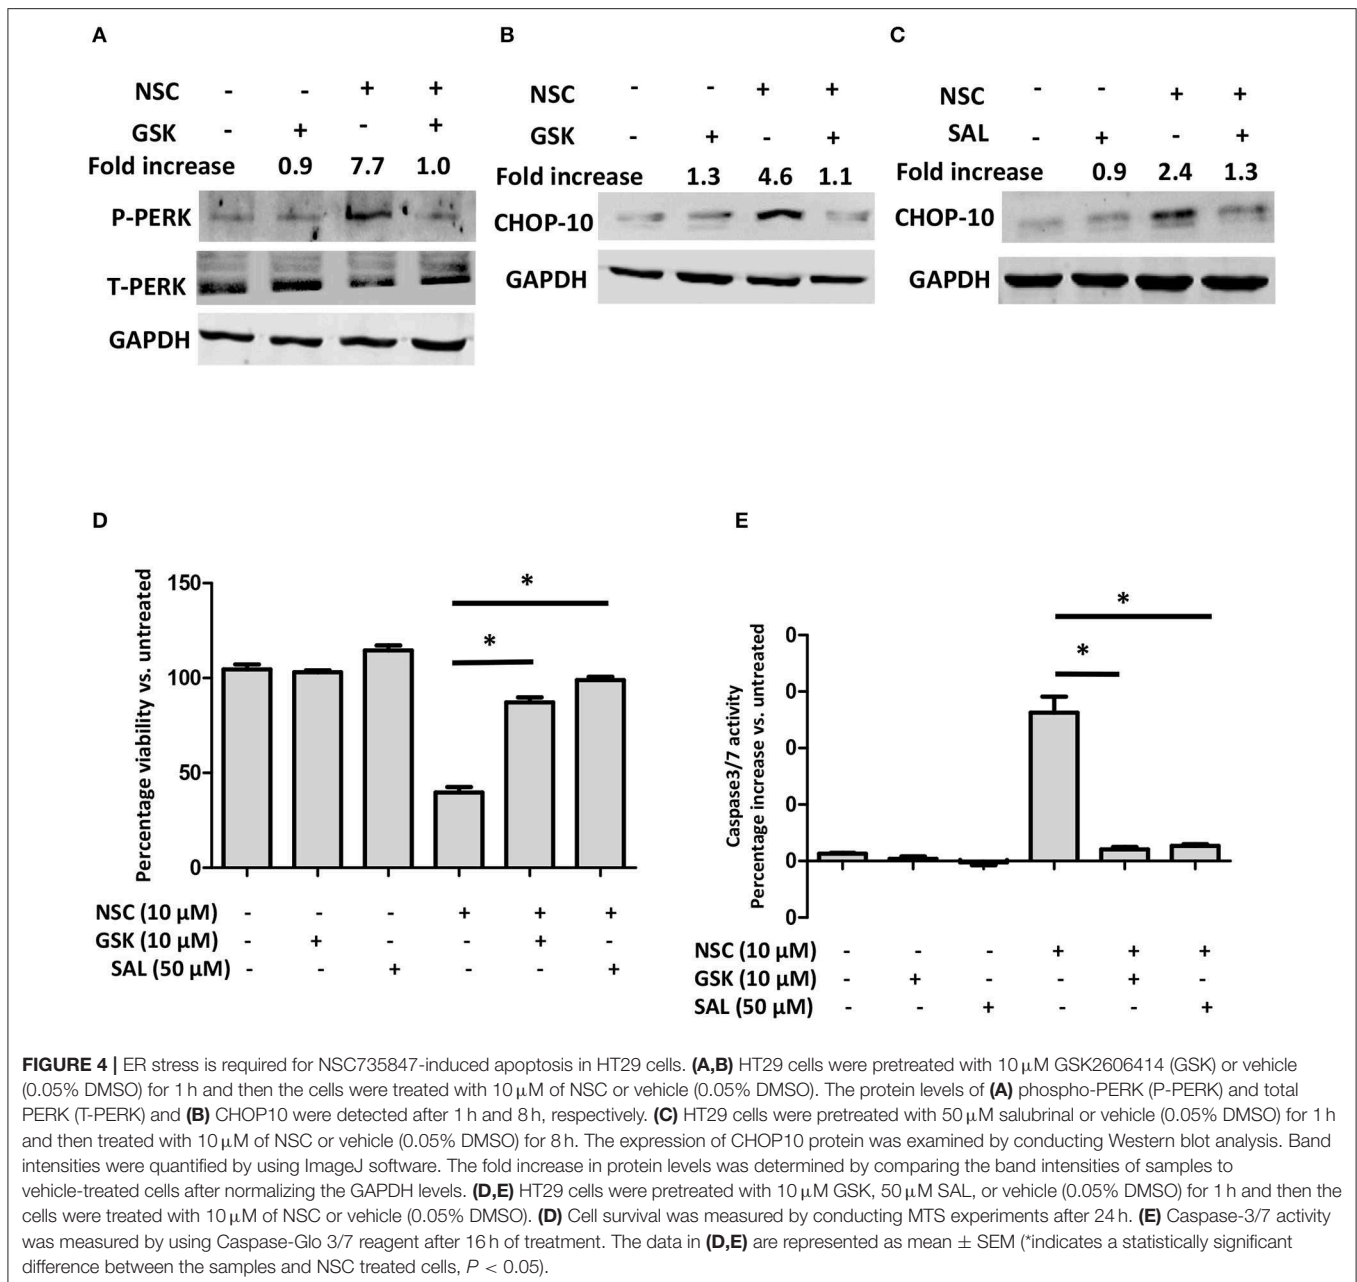 A
NSC - - + +
GSK - + - +
Fold increase 0.9 7.7 1.0
P-PERK
T-PERK
GAPDH
B
NSC - - + +
GSK - + - +
Fold increase 1.3 4.6 1.1
CHOP-10
GAPDH
C
NSC - - + +
SAL - + - +
Fold increase 0.9 2.4 1.3
CHOP-10
GAPDH
D
Percentage viability vs. untreated
150
100
50
0
* *
NSC (10 µM) - - - + + +
GSK (10 µM) - + - - + -
SAL (50 µM) - - + - - +
E
Caspase3/7 activity
Percentage increase vs. untreated
0
0
0
0
0
0
* *
NSC (10 µM) - - - + + +
GSK (10 µM) - + - - + -
SAL (50 µM) - - + - - +
FIGURE 4 | ER stress is required for NSC735847-induced apoptosis in HT29 cells. (A,B) HT29 cells were pretreated with 10 µM GSK2606414 (GSK) or vehicle
(0.05% DMSO) for 1 h and then the cells were treated with 10 µM of NSC or vehicle (0.05% DMSO). The protein levels of (A) phospho-PERK (P-PERK) and total
PERK (T-PERK) and (B) CHOP10 were detected after 1 h and 8 h, respectively. (C) HT29 cells were pretreated with 50 µM salubrinal or vehicle (0.05% DMSO) for 1 h
and then treated with 10 µM of NSC or vehicle (0.05% DMSO) for 8 h. The expression of CHOP10 protein was examined by conducting Western blot analysis. Band
intensities were quantified by using ImageJ software. The fold increase in protein levels was determined by comparing the band intensities of samples to
vehicle-treated cells after normalizing the GAPDH levels. (D,E) HT29 cells were pretreated with 10 µM GSK, 50 µM SAL, or vehicle (0.05% DMSO) for 1 h and then the
cells were treated with 10 µM of NSC or vehicle (0.05% DMSO). (D) Cell survival was measured by conducting MTS experiments after 24 h. (E) Caspase-3/7 activity
was measured by using Caspase-Glo 3/7 reagent after 16 h of treatment. The data in (D,E) are represented as mean ± SEM (*indicates a statistically significant
difference between the samples and NSC treated cells, P < 0.05).